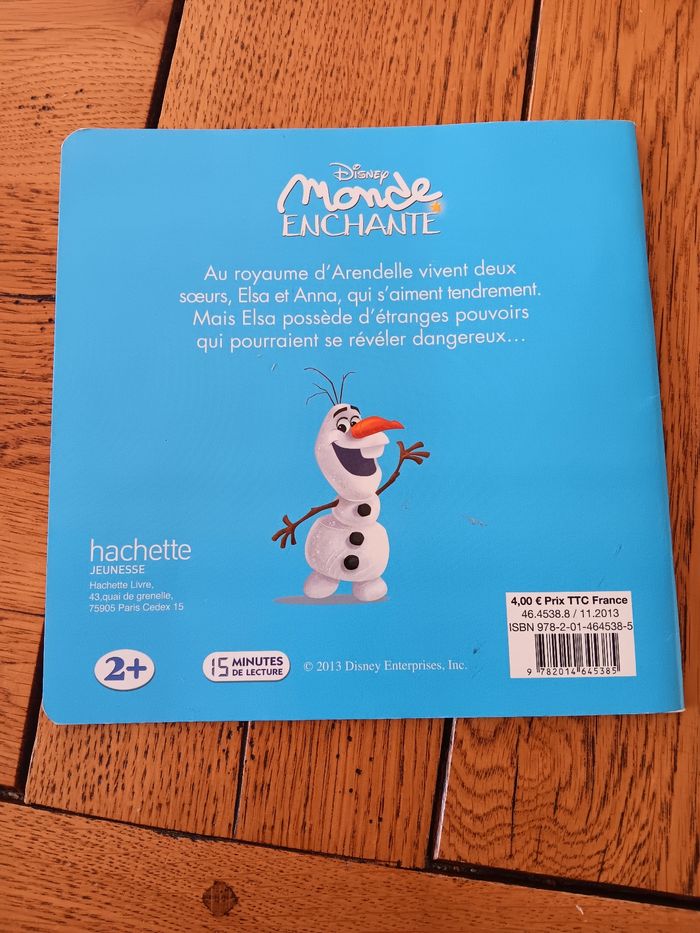 Disney
Monde
ENCHANTÉ
Au royaume d'Arendelle vivent deux
sœurs, Elsa et Anna, qui s'aiment tendrement.
Mais Elsa possède d'étranges pouvoirs
qui pourraient se révéler dangereux...
hachette
JEUNESSE
Hachette Livre,
43,quai de grenelle,
75905 Paris Cedex 15
2+
15 MINUTES
DE LECTURE
© 2013 Disney Enterprises, Inc.
4,00 € Prix TTC France
46.4538.8 / 11.2013
ISBN 978-2-01-464538-5
9 782014 645385